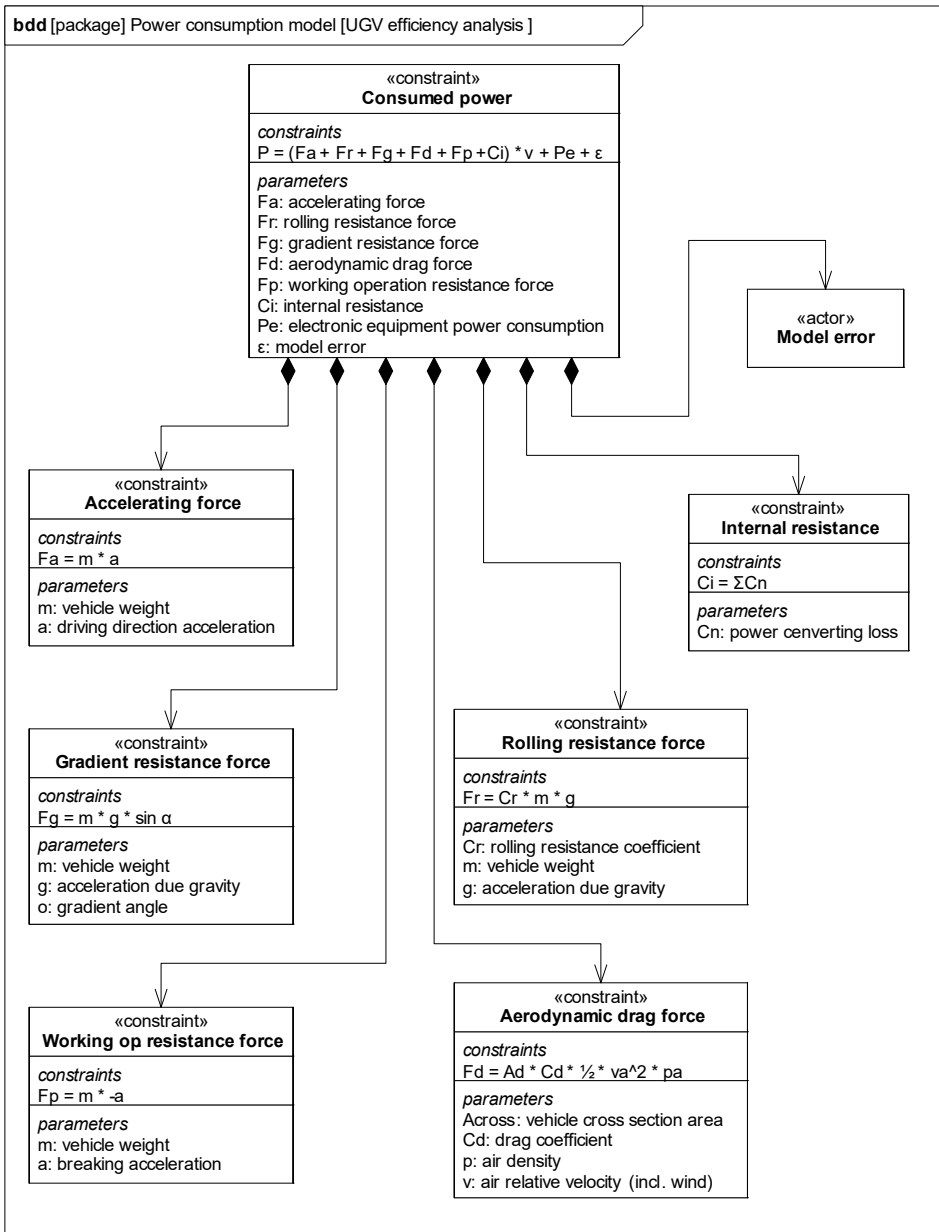 bdd [package] Power consumption model [UGV efficiency analysis ]
«constraint»
Consumed power
constraints
P = (Fa + Fr + Fg + Fd + Fp +Ci) * v + Pe + ε
parameters
Fa: accelerating force
Fr: rolling resistance force
Fg: gradient resistance force
Fd: aerodynamic drag force
Fp: working operation resistance force
Ci: internal resistance
Pe: electronic equipment power consumption
ε: model error
«actor»
Model error
«constraint»
Accelerating force
constraints
Fa = m * a
parameters
m: vehicle weight
a: driving direction acceleration
«constraint»
Internal resistance
constraints
Ci = ΣCn
parameters
Cn: power cenverting loss
«constraint»
Gradient resistance force
constraints
Fg = m * g * sin α
parameters
m: vehicle weight
g: acceleration due gravity
o: gradient angle
«constraint»
Rolling resistance force
constraints
Fr = Cr * m * g
parameters
Cr: rolling resistance coefficient
m: vehicle weight
g: acceleration due gravity
«constraint»
Working op resistance force
constraints
Fp = m * -a
parameters
m: vehicle weight
a: breaking acceleration
«constraint»
Aerodynamic drag force
constraints
Fd = Ad * Cd * ½ * va^2 * pa
parameters
Across: vehicle cross section area
Cd: drag coefficient
p: air density
v: air relative velocity (incl. wind)